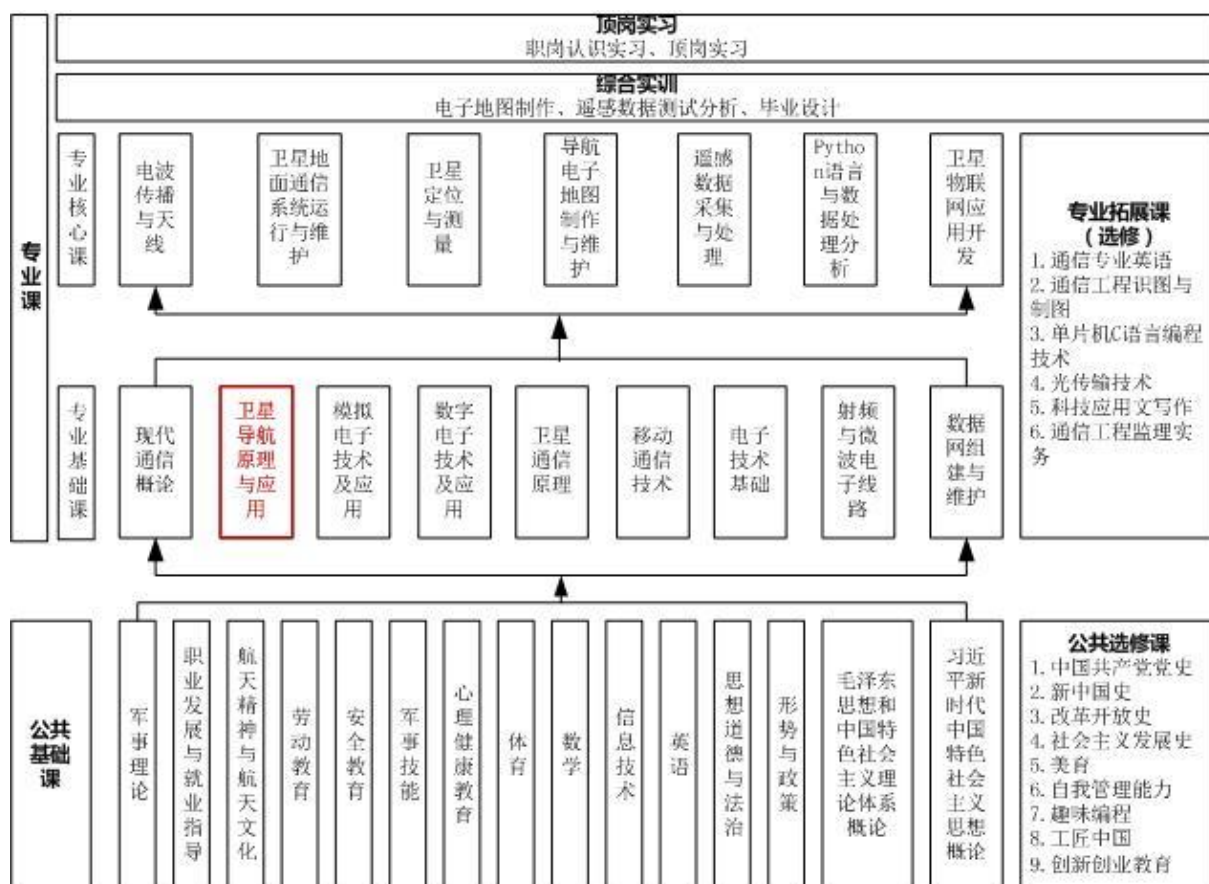 顶岗实习
职岗认识实习、顶岗实习
综合实训
电子地图制作、遥感数据测试分析、毕业设计
专业课
专业核心课
电波
传播
与天
线
卫星地
面通信
系统运
行与维
护
卫星
定位
与测
量
导航
电子
地图
制作
与维
护
遥感
数据
采集
与处
理
Pytho
n语言
与数
据处
理分
析
卫星
物联
网应
用开
发
专业拓展课
（选修）
1.通信专业英语
2.通信工程识图与
制图
3.单片机C语言编程
技术
4.光传输技术
5.科技应用文写作
6.通信工程监理实
务
专业基础课
现代
通信
概论
卫星
导航
原理
与应
用
模拟
电子
技术
及应
用
数字
电子
技术
及应
用
卫星
通信
原理
移动
通信
技术
电子
技术
基础
射频
与微
波电
子线
路
数据
网组
建与
维护
公共
基础
课
军事理论
职业发展与就业指导
航天精神与航天文化
劳动教育
安全教育
军事技能
心理健康教育
体育
数学
信息技术
英语
思想道德与法治
形势与政策
毛泽东
思想和
中国特
色社会
主义理
论体系
概论
习近
平新
时代
中国
特色
社会
主义
思想
概论
公共选修课
1.中国共产党党史
2.新中国史
3.改革开放史
4.社会主义发展史
5.美育
6.自我管理能力
7.趣味编程
8.工匠中国
9.创新创业教育